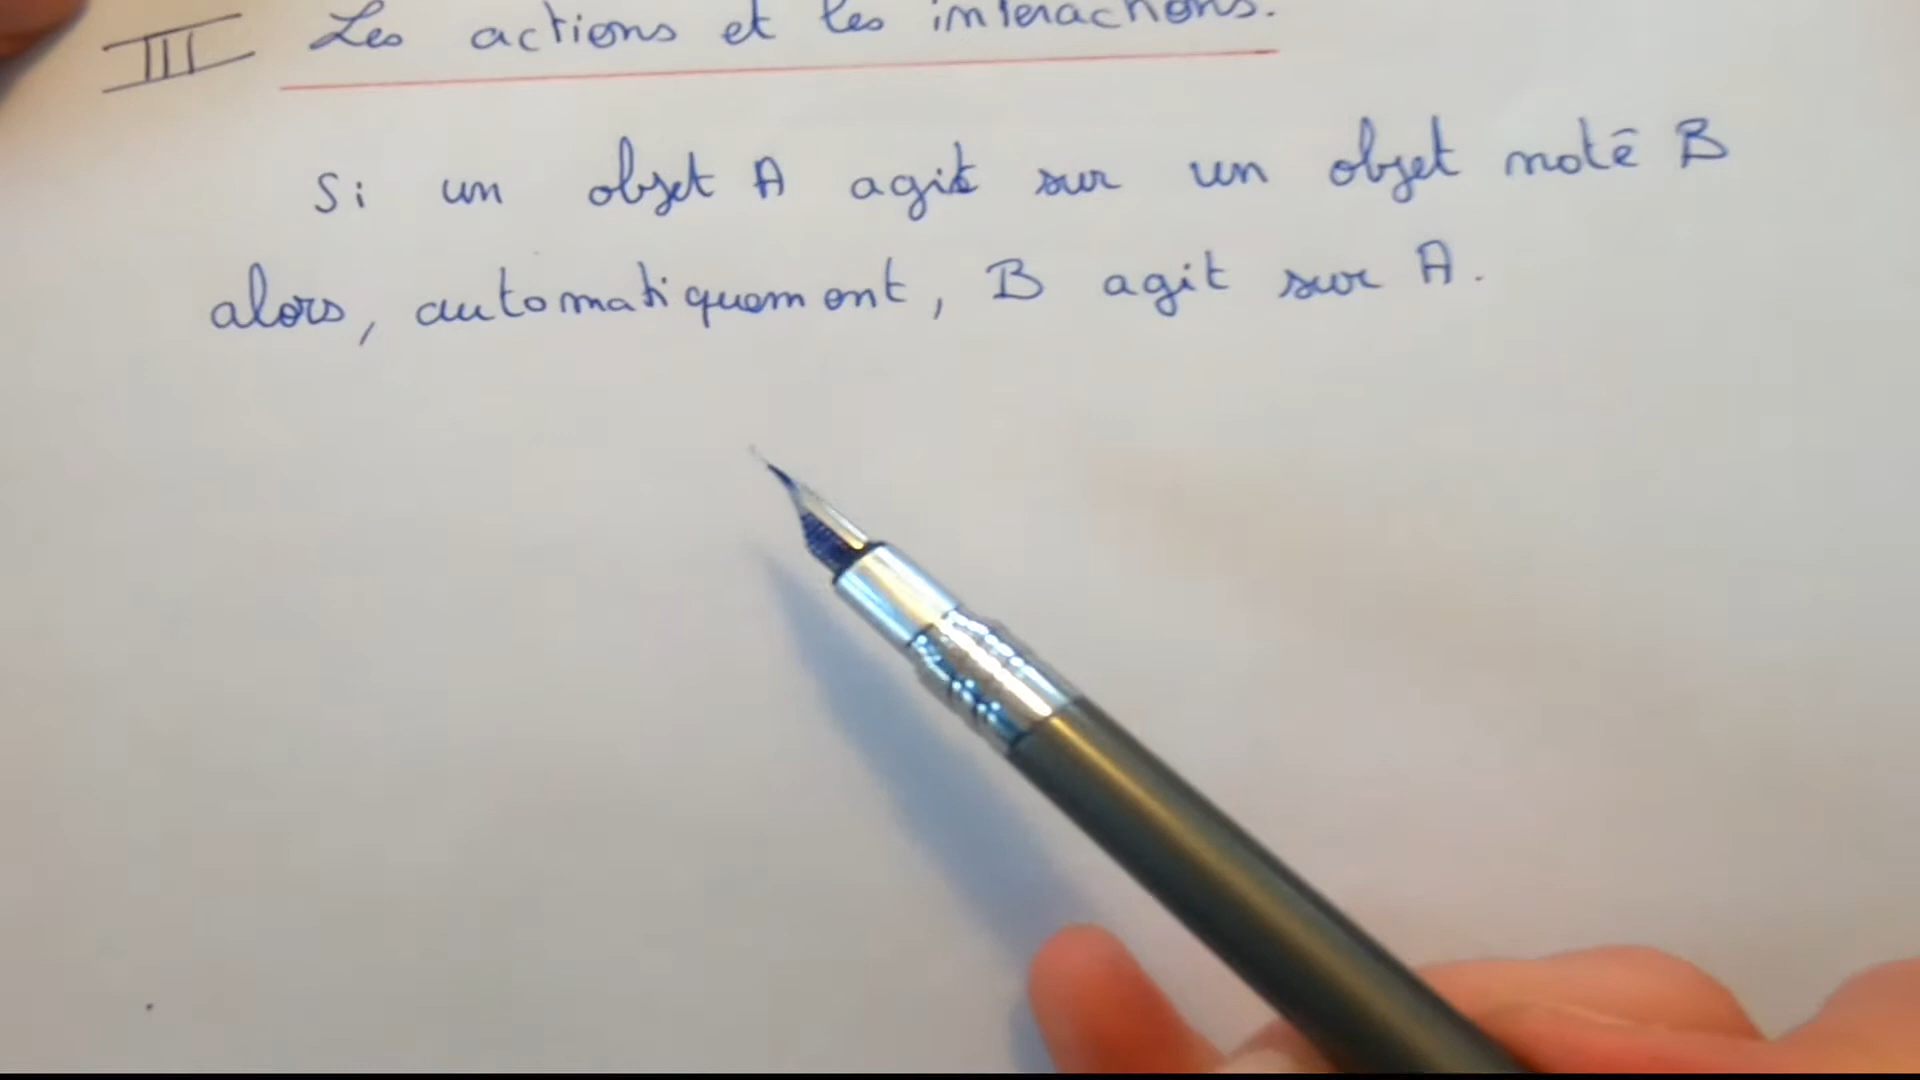 III Les actions et les interactions.
Si un objet A agit sur un objet noté B
alors, automatiquement, B agit sur A.